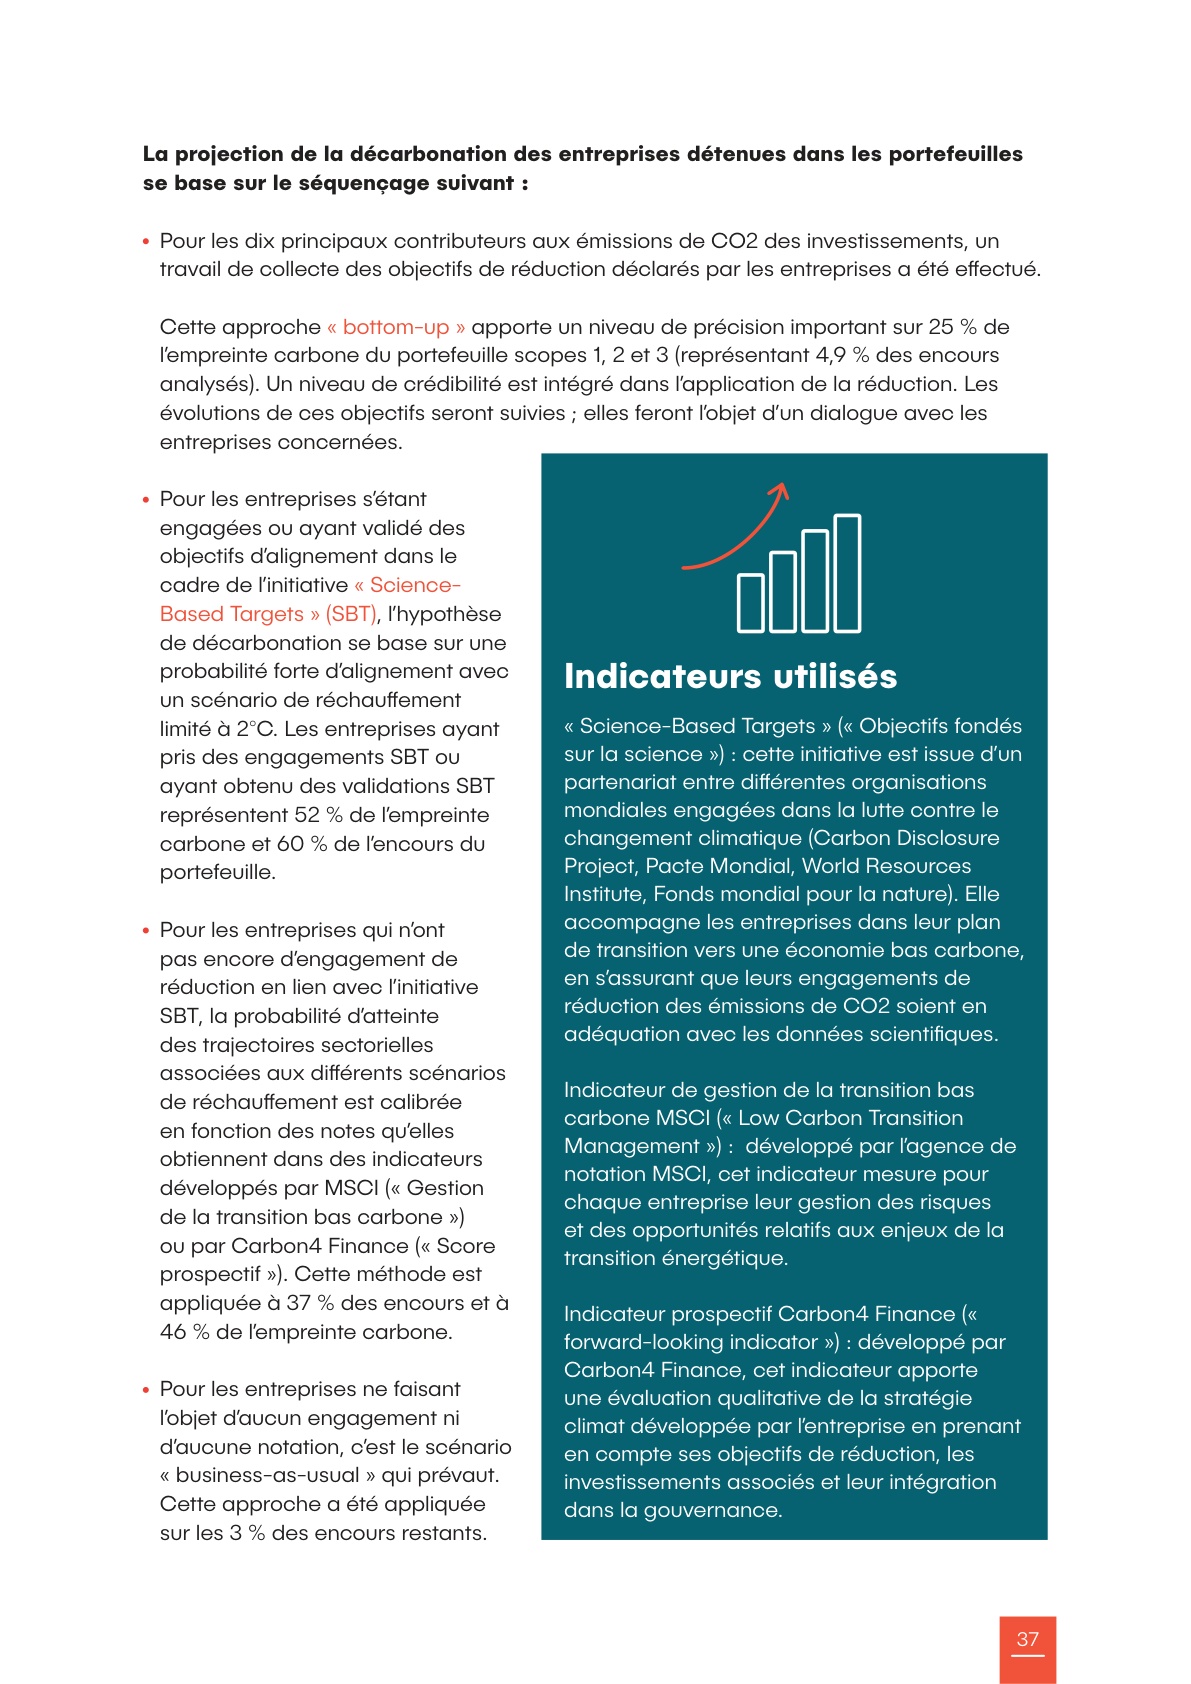 La projection de la décarbonation des entreprises détenues dans les portefeuilles
se base sur le séquençage suivant :
• Pour les dix principaux contributeurs aux émissions de CO2 des investissements, un
travail de collecte des objectifs de réduction déclarés par les entreprises a été effectué.
Cette approche « bottom-up » apporte un niveau de précision important sur 25 % de
l’empreinte carbone du portefeuille scopes 1, 2 et 3 (représentant 4,9 % des encours
analysés). Un niveau de crédibilité est intégré dans l’application de la réduction. Les
évolutions de ces objectifs seront suivies ; elles feront l’objet d’un dialogue avec les
entreprises concernées.
• Pour les entreprises s’étant
engagées ou ayant validé des
objectifs d’alignement dans le
cadre de l’initiative « Science-
Based Targets » (SBT), l’hypothèse
de décarbonation se base sur une
probabilité forte d’alignement avec
un scénario de réchauffement
limité à 2°C. Les entreprises ayant
pris des engagements SBT ou
ayant obtenu des validations SBT
représentent 52 % de l’empreinte
carbone et 60 % de l’encours du
portefeuille.
• Pour les entreprises qui n’ont
pas encore d’engagement de
réduction en lien avec l’initiative
SBT, la probabilité d’atteinte
des trajectoires sectorielles
associées aux différents scénarios
de réchauffement est calibrée
en fonction des notes qu’elles
obtiennent dans des indicateurs
développés par MSCI (« Gestion
de la transition bas carbone »)
ou par Carbon4 Finance (« Score
prospectif »). Cette méthode est
appliquée à 37 % des encours et à
46 % de l’empreinte carbone.
• Pour les entreprises ne faisant
l’objet d’aucun engagement ni
d’aucune notation, c’est le scénario
« business-as-usual » qui prévaut.
Cette approche a été appliquée
sur les 3 % des encours restants.
Indicateurs utilisés
« Science-Based Targets » (« Objectifs fondés
sur la science ») : cette initiative est issue d’un
partenariat entre différentes organisations
mondiales engagées dans la lutte contre le
changement climatique (Carbon Disclosure
Project, Pacte Mondial, World Resources
Institute, Fonds mondial pour la nature). Elle
accompagne les entreprises dans leur plan
de transition vers une économie bas carbone,
en s’assurant que leurs engagements de
réduction des émissions de CO2 soient en
adéquation avec les données scientifiques.
Indicateur de gestion de la transition bas
carbone MSCI (« Low Carbon Transition
Management ») : développé par l’agence de
notation MSCI, cet indicateur mesure pour
chaque entreprise leur gestion des risques
et des opportunités relatifs aux enjeux de la
transition énergétique.
Indicateur prospectif Carbon4 Finance («
forward-looking indicator ») : développé par
Carbon4 Finance, cet indicateur apporte
une évaluation qualitative de la stratégie
climat développée par l’entreprise en prenant
en compte ses objectifs de réduction, les
investissements associés et leur intégration
dans la gouvernance.
37